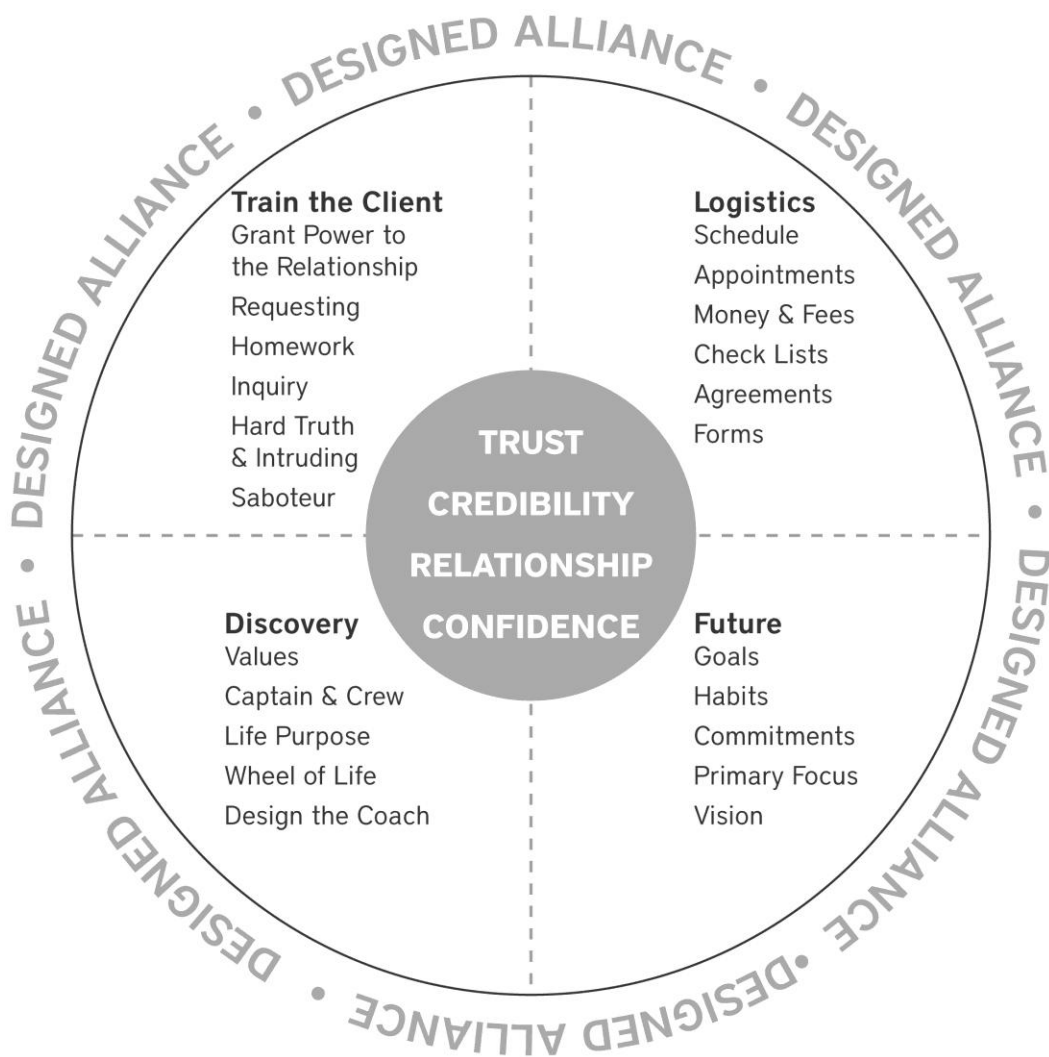 DESIGNED ALLIANCE • DESIGNED ALLIANCE • DESIGNED ALLIANCE • DESIGNED ALLIANCE • DESIGNED ALLIANCE • DESIGNED ALLIANCE •
Train the Client
Grant Power to
the Relationship
Requesting
Homework
Inquiry
Hard Truth
& Intruding
Saboteur
Logistics
Schedule
Appointments
Money & Fees
Check Lists
Agreements
Forms
TRUST
CREDIBILITY
RELATIONSHIP
CONFIDENCE
Discovery
Values
Captain & Crew
Life Purpose
Wheel of Life
Design the Coach
Future
Goals
Habits
Commitments
Primary Focus
Vision